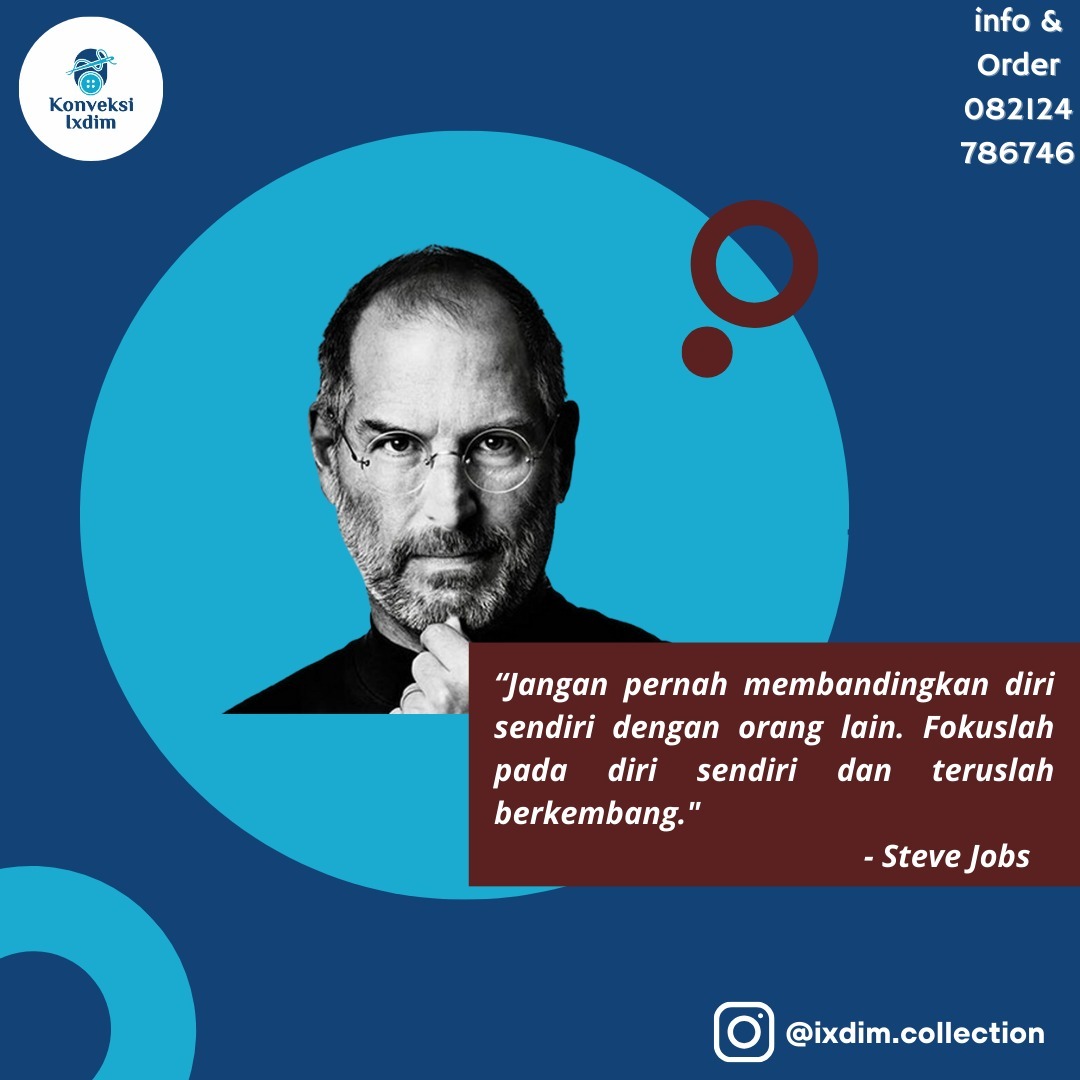 Konveksi
Ixdim
info &
Order
082124
786746
“Jangan pernah membandingkan diri
sendiri dengan orang lain. Fokuslah
pada diri sendiri dan teruslah
berkembang."
- Steve Jobs
@ixdim.collection